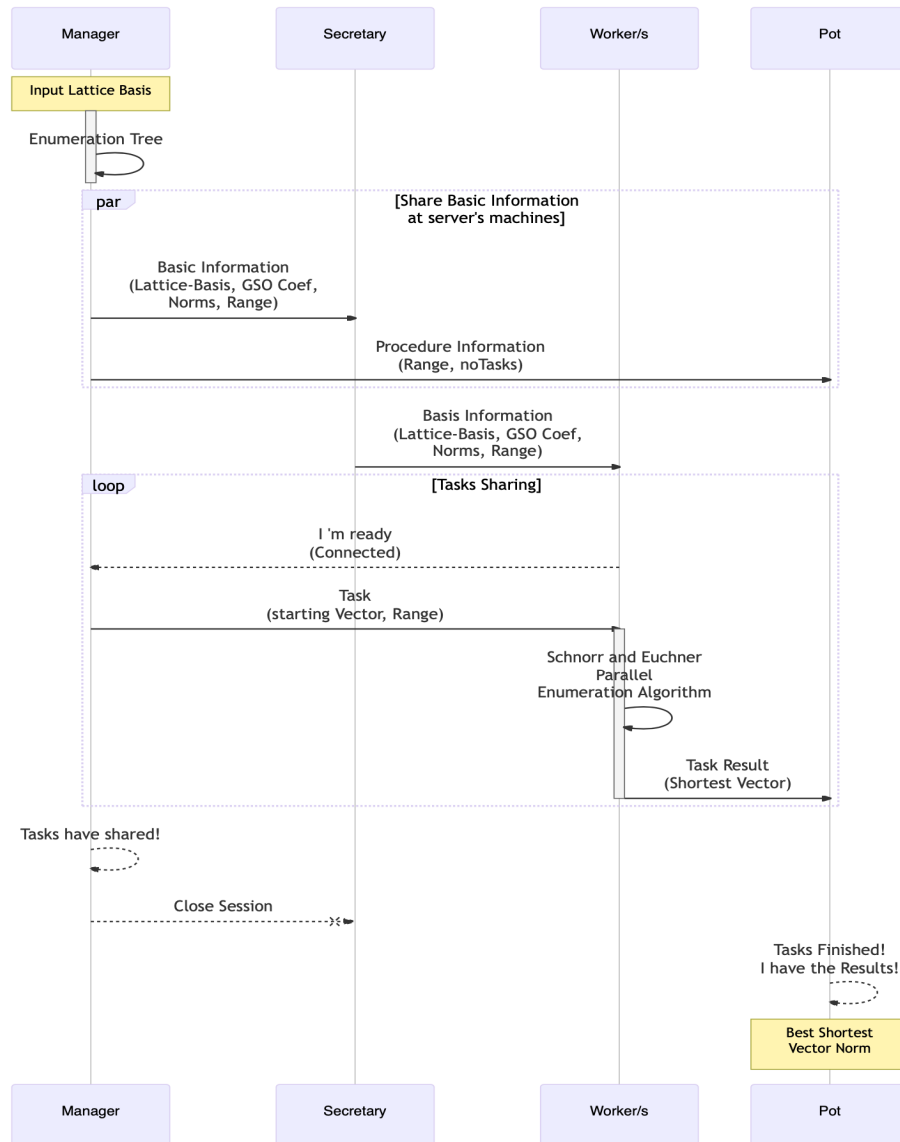 Manager
Secretary
Worker/s
Pot
Input Lattice Basis
Enumeration Tree
par
[Share Basic Information
at server's machines]
Basic Information
(Lattice-Basis, GSO Coef,
Norms, Range)
Procedure Information
(Range, noTasks)
Basis Information
(Lattice-Basis, GSO Coef,
Norms, Range)
loop
[Tasks Sharing]
I 'm ready
(Connected)
Task
(starting Vector, Range)
Schnorr and Euchner
Parallel
Enumeration Algorithm
Task Result
(Shortest Vector)
Tasks have shared!
Close Session
Tasks Finished!
I have the Results!
Best Shortest
Vector Norm
Manager
Secretary
Worker/s
Pot